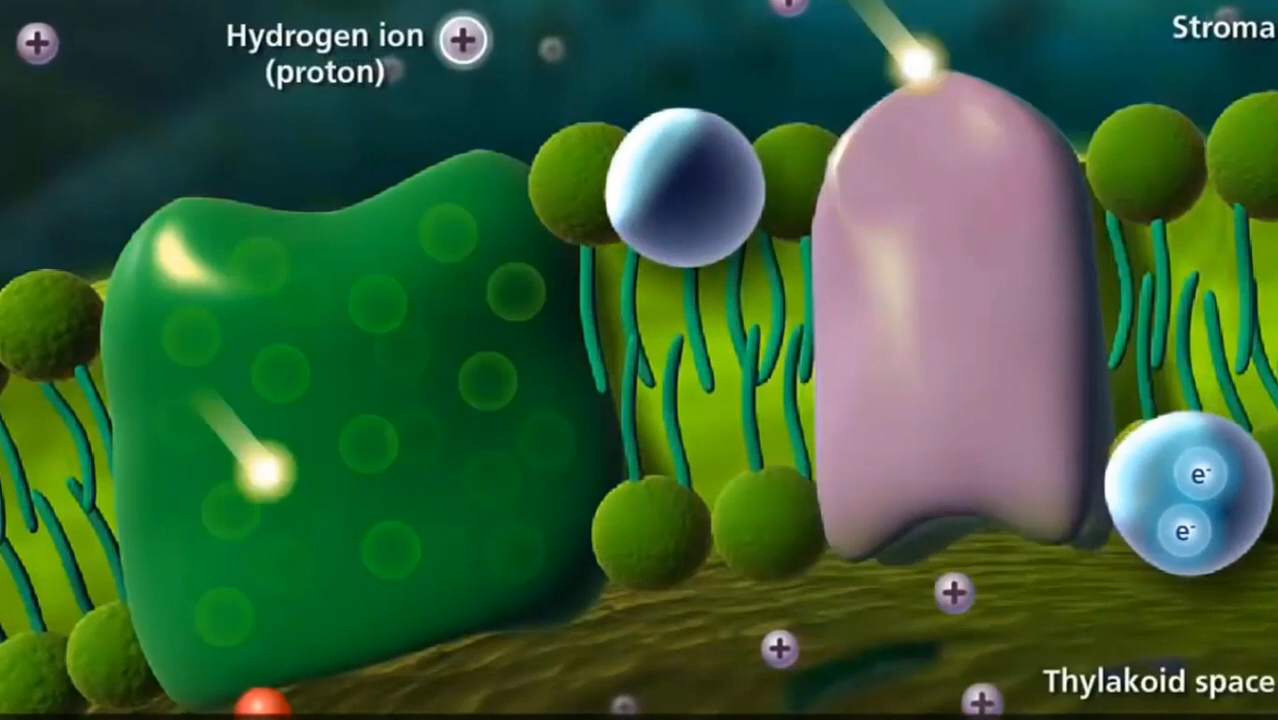 Hydrogen ion +
(proton)
Stroma
+
+
e-
e-
+
+
+
Thylakoid space